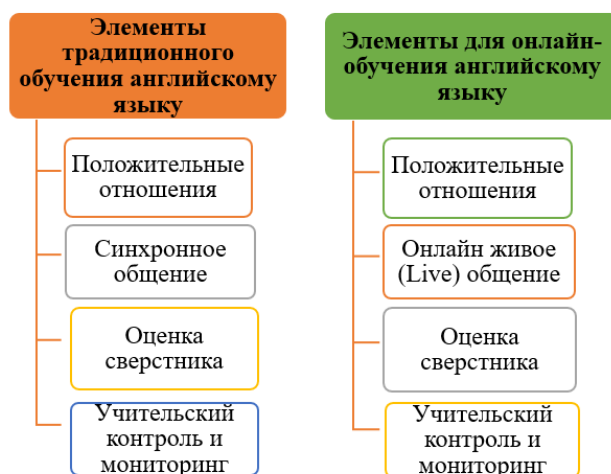 Элементы
традиционного
обучения английскому
языку
Положительные
отношения
Синхронное
общение
Оценка
сверстника
Учительский
контроль и
мониторинг
Элементы для онлайн-
обучения английскому
языку
Положительные
отношения
Онлайн живое
(Live) общение
Оценка
сверстника
Учительский
контроль и
мониторинг